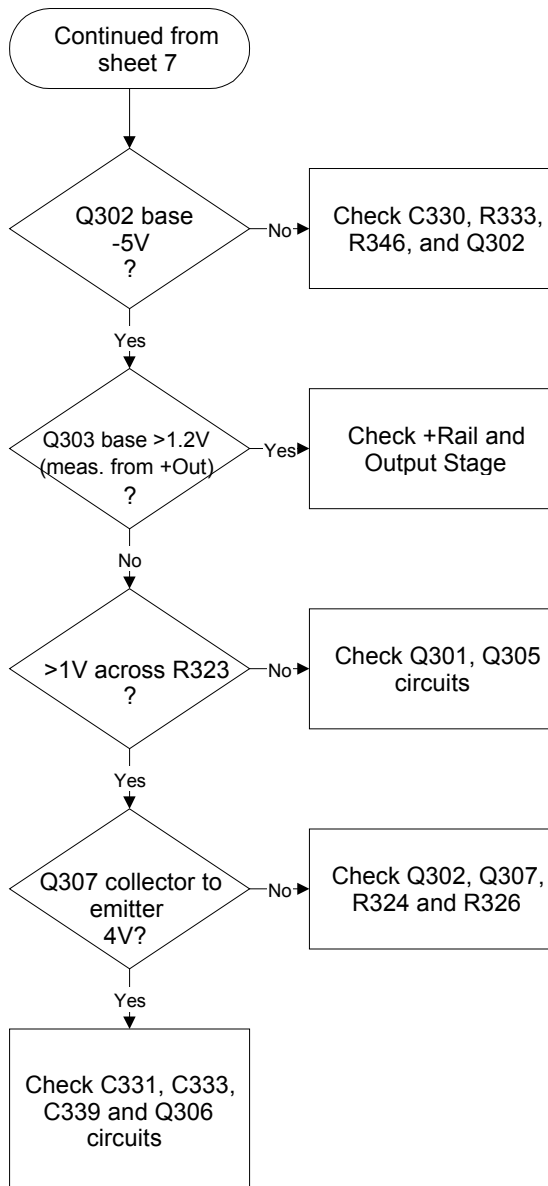 Continued from
sheet 7
Q302 base
-5V
?
No
Check C330, R333,
R346, and Q302
Yes
Q303 base >1.2V
(meas. from +Out)
?
Yes
Check +Rail and
Output Stage
No
>1V across R323
?
No
Check Q301, Q305
circuits
Yes
Q307 collector to
emitter
4V?
No
Check Q302, Q307,
R324 and R326
Yes
Check C331, C333,
C339 and Q306
circuits